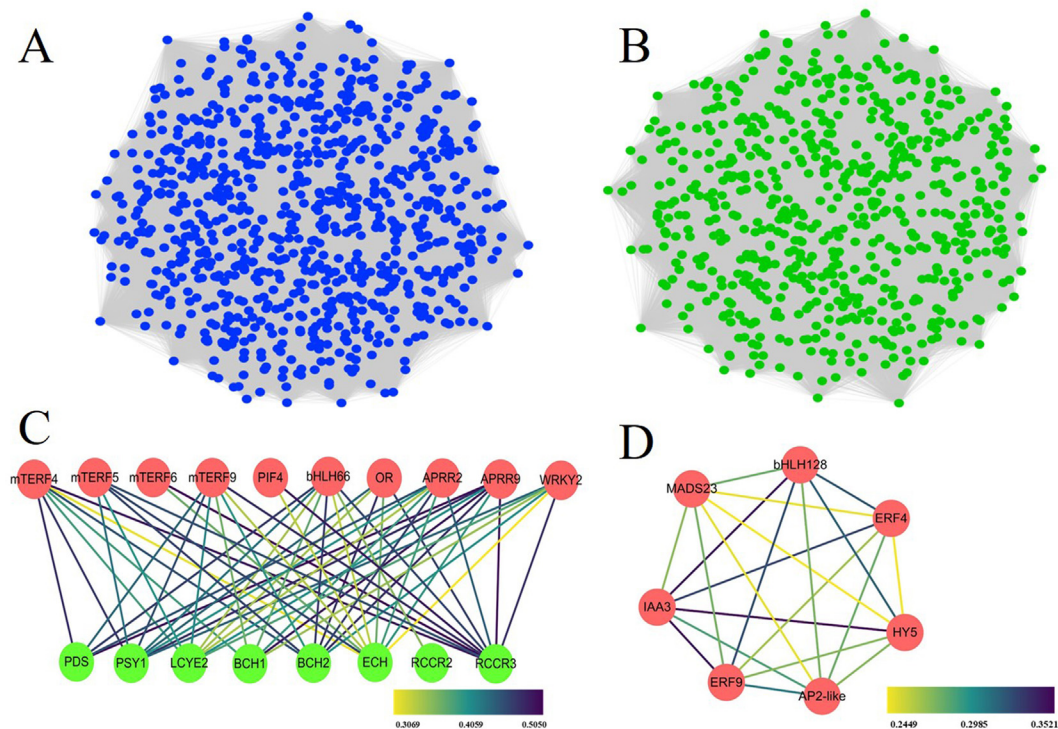 A
B
C
mTERF4 mTERF5 mTERF6 mTERF9 PIF4 bHLH66 OR APRR2 APRR9 WRKY2
PDS PSY1 LCYE2 BCH1 BCH2 ECH RCCR2 RCCR3
0.3069 0.4059 0.5050
D
bHLH128
MADS23
ERF4
IAA3
HY5
ERF9
AP2-like
0.2449 0.2985 0.3521